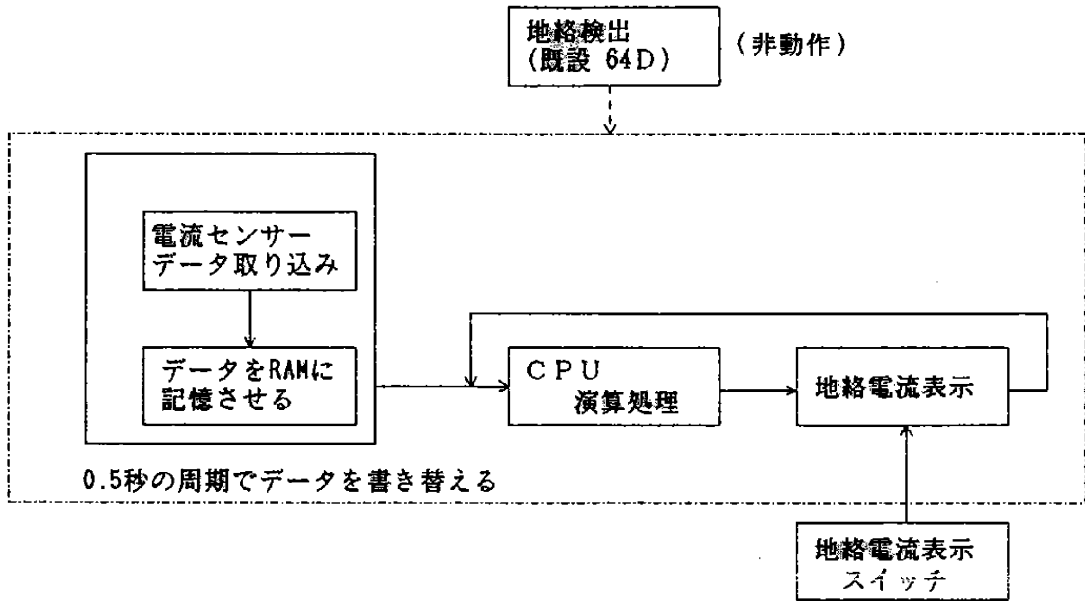 地絡検出
(既設 64D)
(非動作)
電流センサー
データ取り込み
データをRAMに
記憶させる
CPU
演算処理
地絡電流表示
0.5秒の周期でデータを書き替える
地絡電流表示
スイッチ